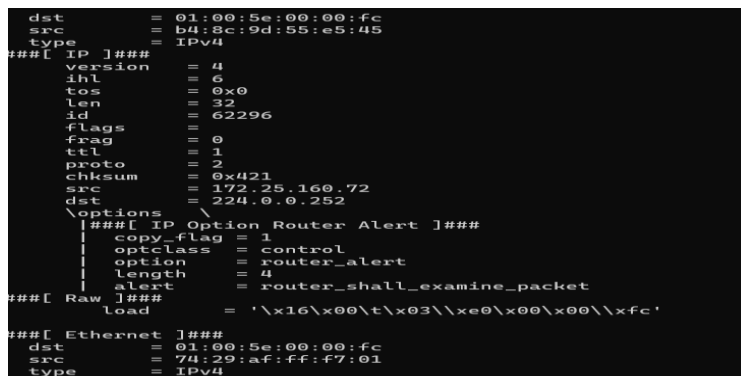 dst = 01:00:5e:00:00:fc
src = b4:8c:9d:55:e5:45
type = IPv4
###[ IP ]###
version = 4
ihl = 6
tos = 0x0
len = 32
id = 62296
flags =
frag = 0
ttl = 1
proto = 2
chksum = 0x421
src = 172.25.160.72
dst = 224.0.0.252
\options \
|###[ IP Option Router Alert ]###
| copy_flag = 1
| optclass = control
| option = router_alert
| length = 4
| alert = router_shall_examine_packet
###[ Raw ]###
load = '\x16\x00\t\x03\\xe0\x00\x00\\xfc'
###[ Ethernet ]###
dst = 01:00:5e:00:00:fc
src = 74:29:af:ff:f7:01
type = IPv4